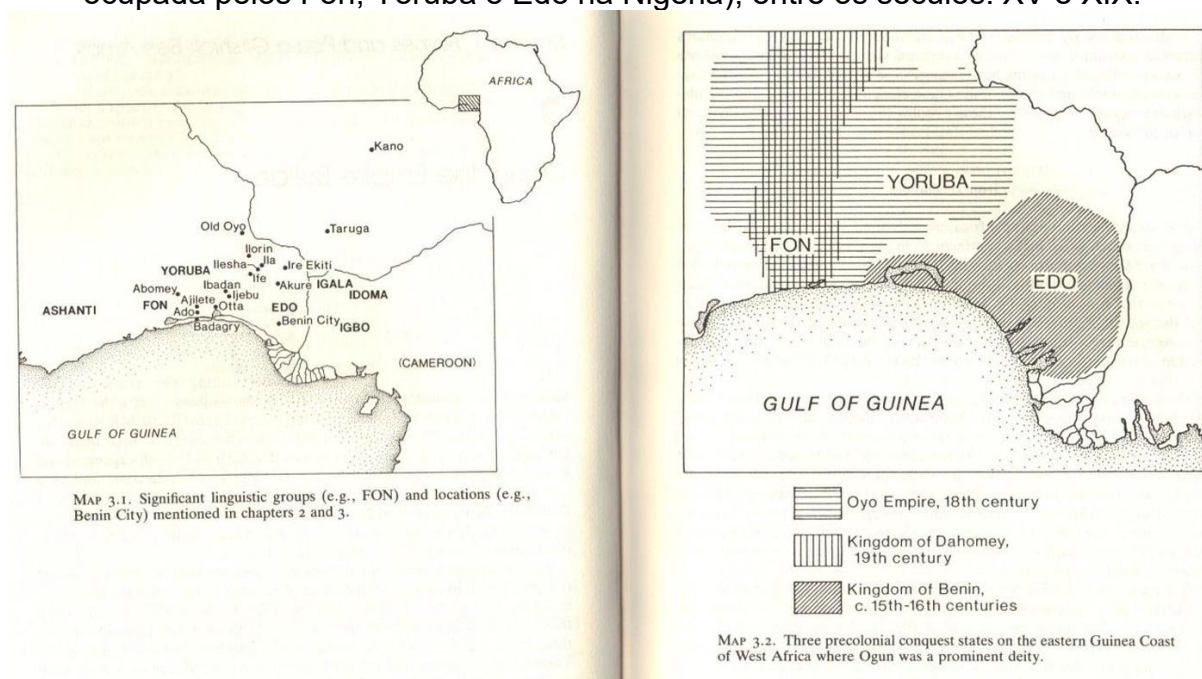 ocupada pelos Fon, Yorubá e Edo na Nigéria), entre os séculos. XV e XIX.
AFRICA
Kano
Old Oyo
Taruga
Ilorin
Ila
Ilesha
Ire Ekiti
YORUBA
Ife
Abomey
Ibadan
Akure
IGALA
Ijebu
IDOMA
ASHANTI
FON
Ajilete
Otta
EDO
Ado
Benin City
IGBO
Badagry
(CAMEROON)
GULF OF GUINEA
MAP 3.1. Significant linguistic groups (e.g., FON) and locations (e.g.,
Benin City) mentioned in chapters 2 and 3.
YORUBA
FON
EDO
GULF OF GUINEA
Oyo Empire, 18th century
Kingdom of Dahomey,
19th century
Kingdom of Benin,
c. 15th-16th centuries
MAP 3.2. Three precolonial conquest states on the eastern Guinea Coast
of West Africa where Ogun was a prominent deity.